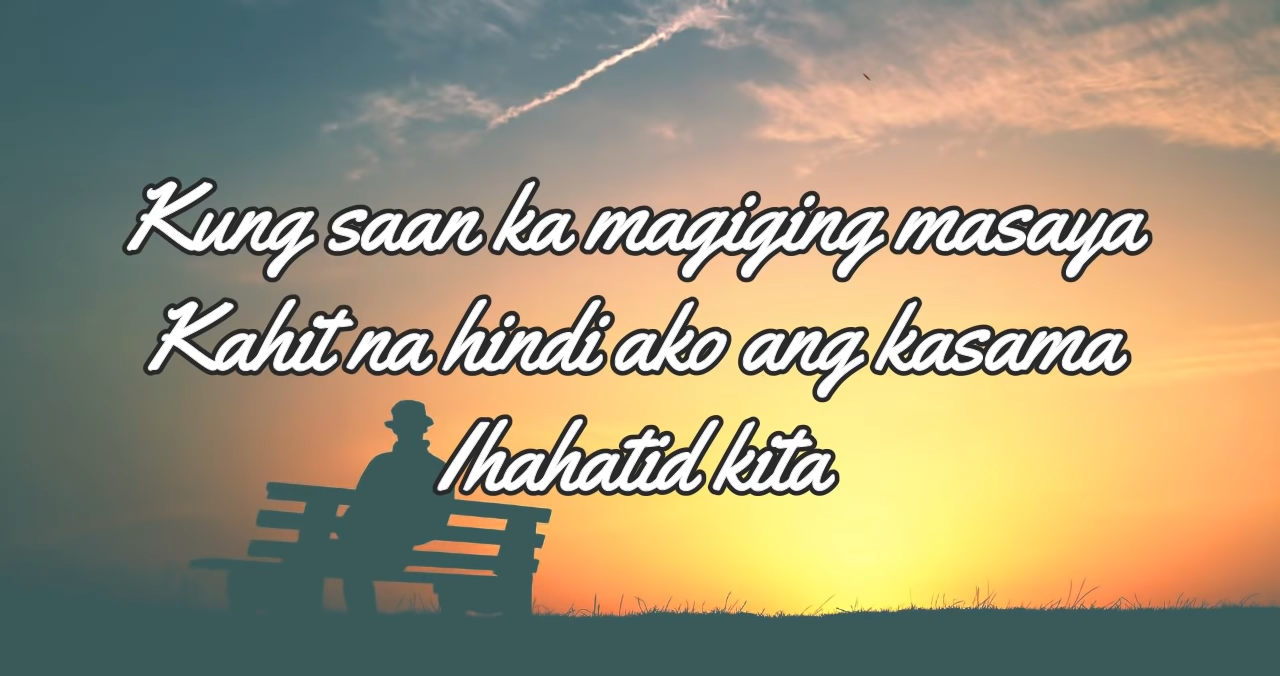 Kung saan ka magiging masaya
Kahit na hindi ako ang kasama
Ihahatid kita